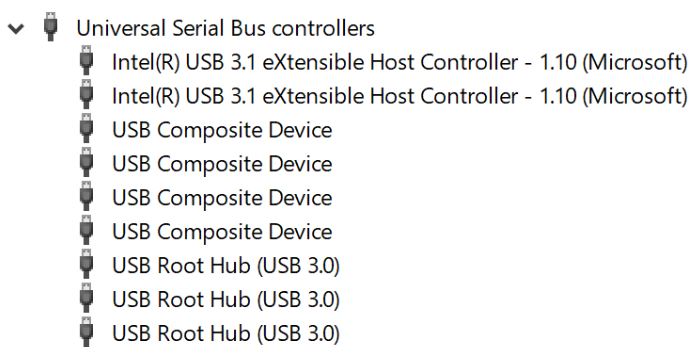 Universal Serial Bus controllers
Intel(R) USB 3.1 eXtensible Host Controller - 1.10 (Microsoft)
Intel(R) USB 3.1 eXtensible Host Controller - 1.10 (Microsoft)
USB Composite Device
USB Composite Device
USB Composite Device
USB Composite Device
USB Root Hub (USB 3.0)
USB Root Hub (USB 3.0)
USB Root Hub (USB 3.0)